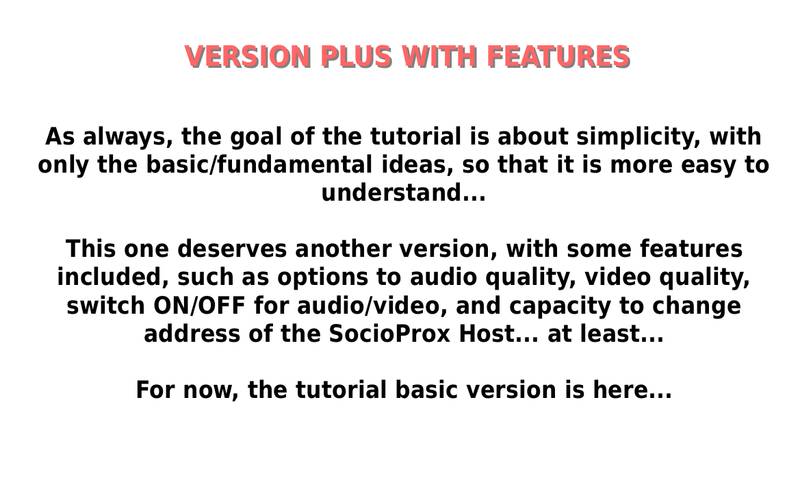 VERSION PLUS WITH FEATURES
As always, the goal of the tutorial is about simplicity, with
only the basic/fundamental ideas, so that it is more easy to
understand...
This one deserves another version, with some features
included, such as options to audio quality, video quality,
switch ON/OFF for audio/video, and capacity to change
address of the SocioProx Host... at least...
For now, the tutorial basic version is here...